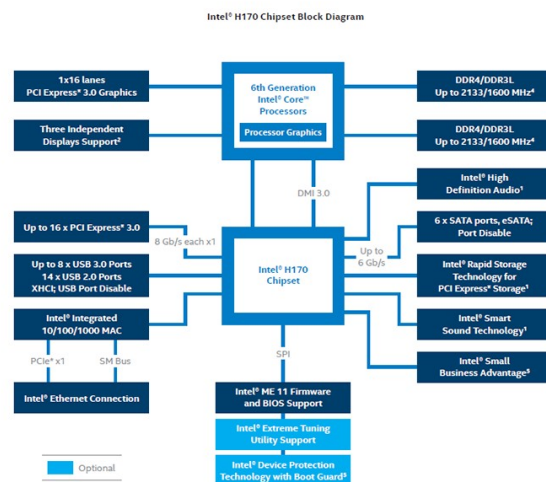 Intel® H170 Chipset Block Diagram
1x16 lanes
PCI Express* 3.0 Graphics
Three Independent
Displays Support²
6th Generation
Intel® Core™
Processors
Processor Graphics
DDR4/DDR3L
Up to 2133/1600 MHz⁴
DDR4/DDR3L
Up to 2133/1600 MHz⁴
DMI 3.0
Intel® High
Definition Audio¹
Up to 16 x PCI Express* 3.0
8 Gb/s each x1
6 x SATA ports, eSATA;
Port Disable
Up to
6 Gb/s
Up to 8 x USB 3.0 Ports
14 x USB 2.0 Ports
XHCI; USB Port Disable
Intel® H170
Chipset
Intel® Rapid Storage
Technology for
PCI Express* Storage¹
Intel® Integrated
10/100/1000 MAC
Intel® Smart
Sound Technology¹
PCIe* x1
SM Bus
SPI
Intel® Small
Business Advantage⁵
Intel® Ethernet Connection
Intel® ME 11 Firmware
and BIOS Support
Intel® Extreme Tuning
Utility Support
Intel® Device Protection
Technology with Boot Guard⁵
Optional